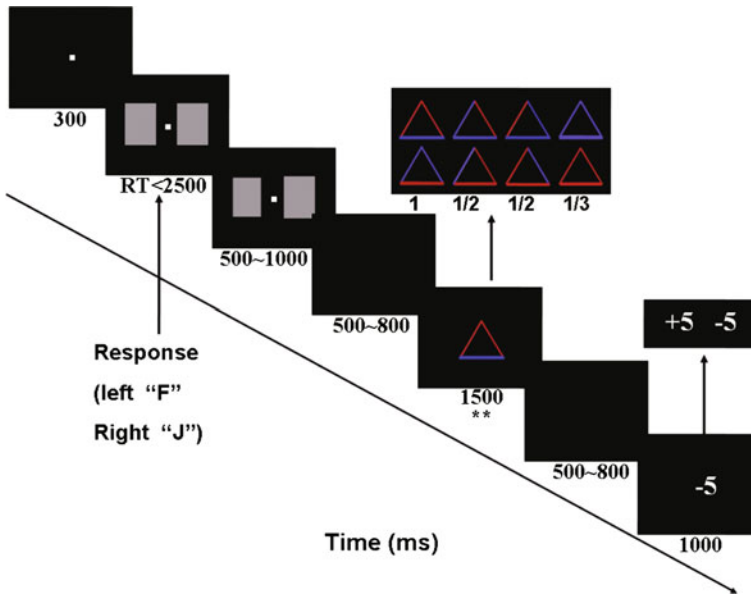 300
RT<2500
500~1000
500~800
1 1/2 1/2 1/3
1500
**
500~800
+5 -5
-5
1000
Response
(left “F”
Right “J”)
Time (ms)